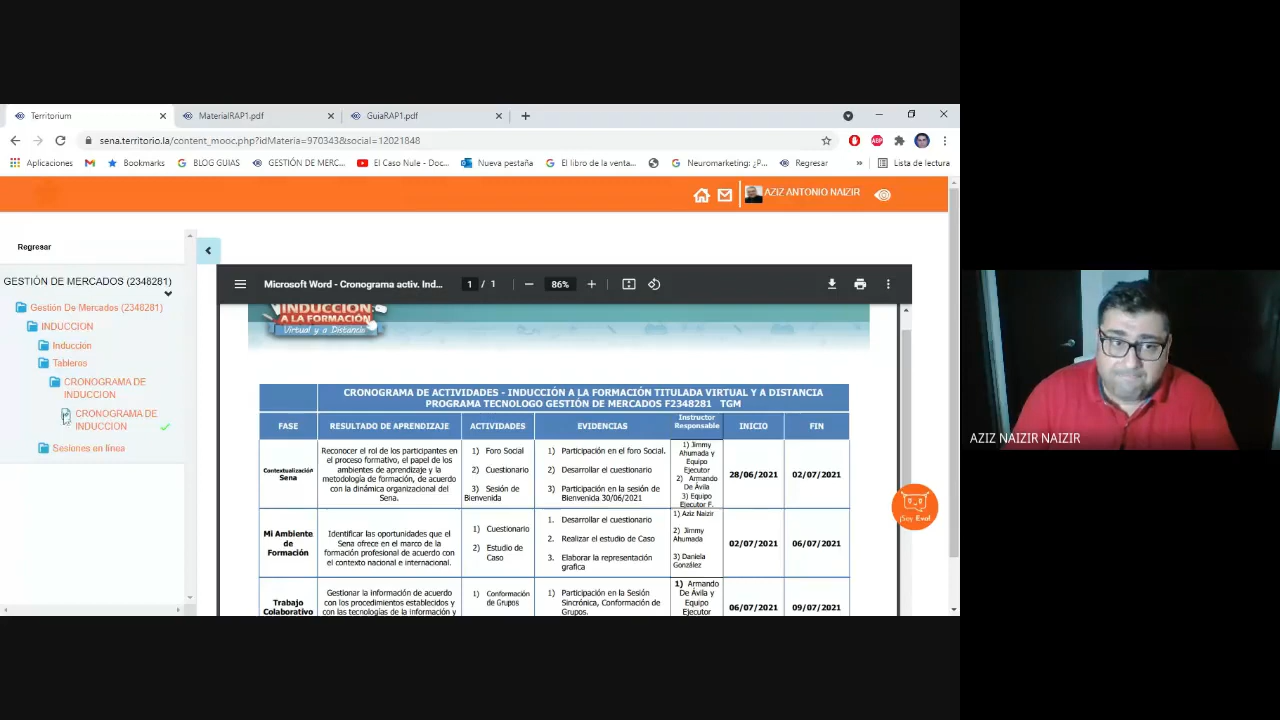 Territorium
MaterialRAP1.pdf
GuiaRAP1.pdf
sena.territorio.la/content_mooc.php?idMateria=970343&social=12021848
ABP
Aplicaciones
Bookmarks
BLOG GUIAS
GESTIÓN DE MERC...
El Caso Nule - Doc...
Nueva pestaña
El libro de la venta...
Neuromarketing: ¿P...
Regresar
»
Lista de lectura
AZIZ ANTONIO NAIZIR
Regresar
GESTIÓN DE MERCADOS (2348281)
Gestión De Mercados (2348281)
INDUCCION
Inducción
Tableros
CRONOGRAMA DE
INDUCCION
CRONOGRAMA DE
INDUCCION
Sesiones en línea
Microsoft Word - Cronograma activ. Ind...
1 / 1
86%
INDUCCIÓN
A LA FORMACIÓN
Virtual y a Distancia
CRONOGRAMA DE ACTIVIDADES - INDUCCIÓN A LA FORMACIÓN TITULADA VIRTUAL Y A DISTANCIA
PROGRAMA TECNOLOGO GESTIÓN DE MERCADOS F2348281 TGM
FASE
RESULTADO DE APRENDIZAJE
ACTIVIDADES
EVIDENCIAS
Instructor
Responsable
INICIO
FIN
Contextualización
Sena
Reconocer el rol de los participantes en
el proceso formativo, el papel de los
ambientes de aprendizaje y la
metodología de formación, de acuerdo
con la dinámica organizacional del
Sena.
1) Foro Social
2) Cuestionario
3) Sesión de
Bienvenida
1) Participación en el foro Social.
2) Desarrollar el cuestionario
3) Participación en la sesión de
Bienvenida 30/06/2021
1) Jimmy
Ahumada y
Equipo
Ejecutor
2) Armando
De Ávila
3) Equipo
Ejecutor F.
28/06/2021
02/07/2021
Mi Ambiente
de
Formación
Identificar las oportunidades que el
Sena ofrece en el marco de la
formación profesional de acuerdo con
el contexto nacional e internacional.
1) Cuestionario
2) Estudio de
Caso
1. Desarrollar el cuestionario
2. Realizar el estudio de Caso
3. Elaborar la representación
grafica
1) Aziz Naizir
2) Jimmy
Ahumada
3) Daniela
González
02/07/2021
06/07/2021
Trabajo
Colaborativo
Gestionar la información de acuerdo
con los procedimientos establecidos y
con las tecnologías de la información y
1) Conformación
de Grupos
1) Participación en la Sesión
Sincrónica, Conformación de
Grupos.
1) Armando
De Ávila y
Equipo
Ejecutor
06/07/2021
09/07/2021
¡Soy Eva!
AZIZ NAIZIR NAIZIR